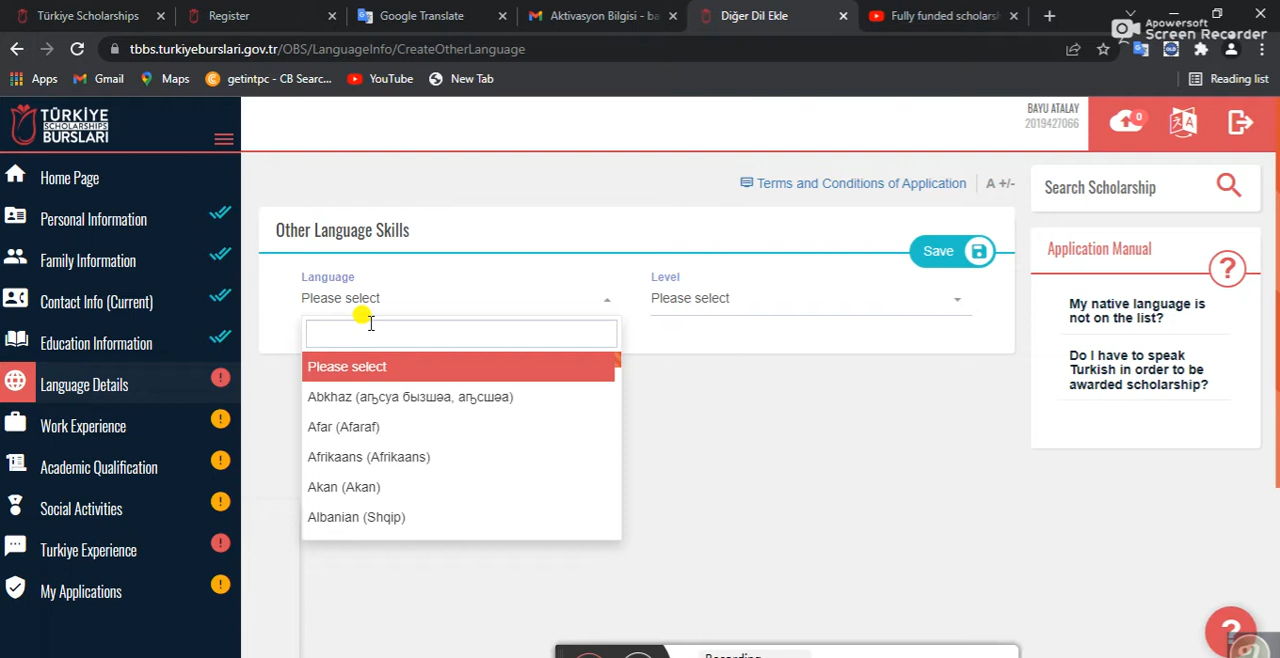 Türkiye Scholarships
Register
Google Translate
Aktivasyon Bilgisi - ba
Diğer Dil Ekle
Fully funded scholarsh
Apowersoft
Screen Recorder
tbbs.turkiyeburslari.gov.tr/OBS/LanguageInfo/CreateOtherLanguage
Apps
Gmail
Maps
getintpc - CB Searc...
YouTube
New Tab
Reading list
TÜRKİYE
SCHOLARSHIPS
BURSLARI
BAYU ATALAY
2019427066
0
Home Page
Personal Information
Family Information
Contact Info (Current)
Education Information
Language Details
Work Experience
Academic Qualification
Social Activities
Turkiye Experience
My Applications
Terms and Conditions of Application
A +/-
Other Language Skills
Save
Language
Please select
Level
Please select
Please select
Abkhaz (аҧсуа бызшәа, аҧсшәа)
Afar (Afaraf)
Afrikaans (Afrikaans)
Akan (Akan)
Albanian (Shqip)
Search Scholarship
Application Manual
?
My native language is
not on the list?
Do I have to speak
Turkish in order to be
awarded scholarship?
?
Recording